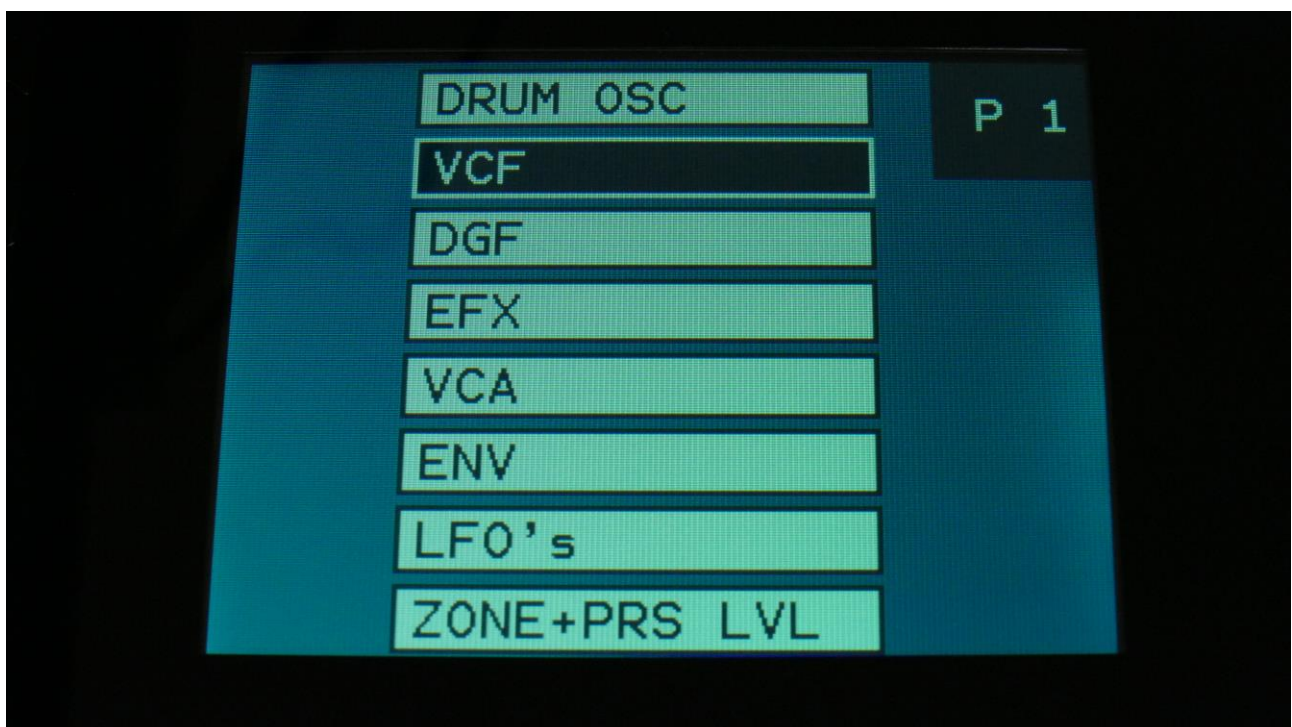 DRUM OSC
P 1
VCF
DGF
EFX
VCA
ENV
LFO's
ZONE+PRS LVL